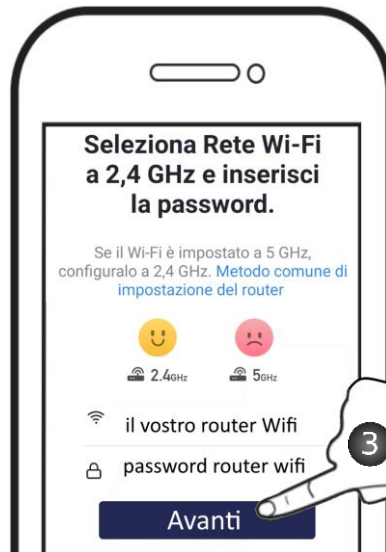 Seleziona Rete Wi-Fi
a 2,4 GHz e inserisci
la password.
Se il Wi-Fi è impostato a 5 GHz,
configuralo a 2,4 GHz. Metodo comune di
impostazione del router
2.4GHz 5GHz
il vostro router Wifi
password router wifi
3
Avanti